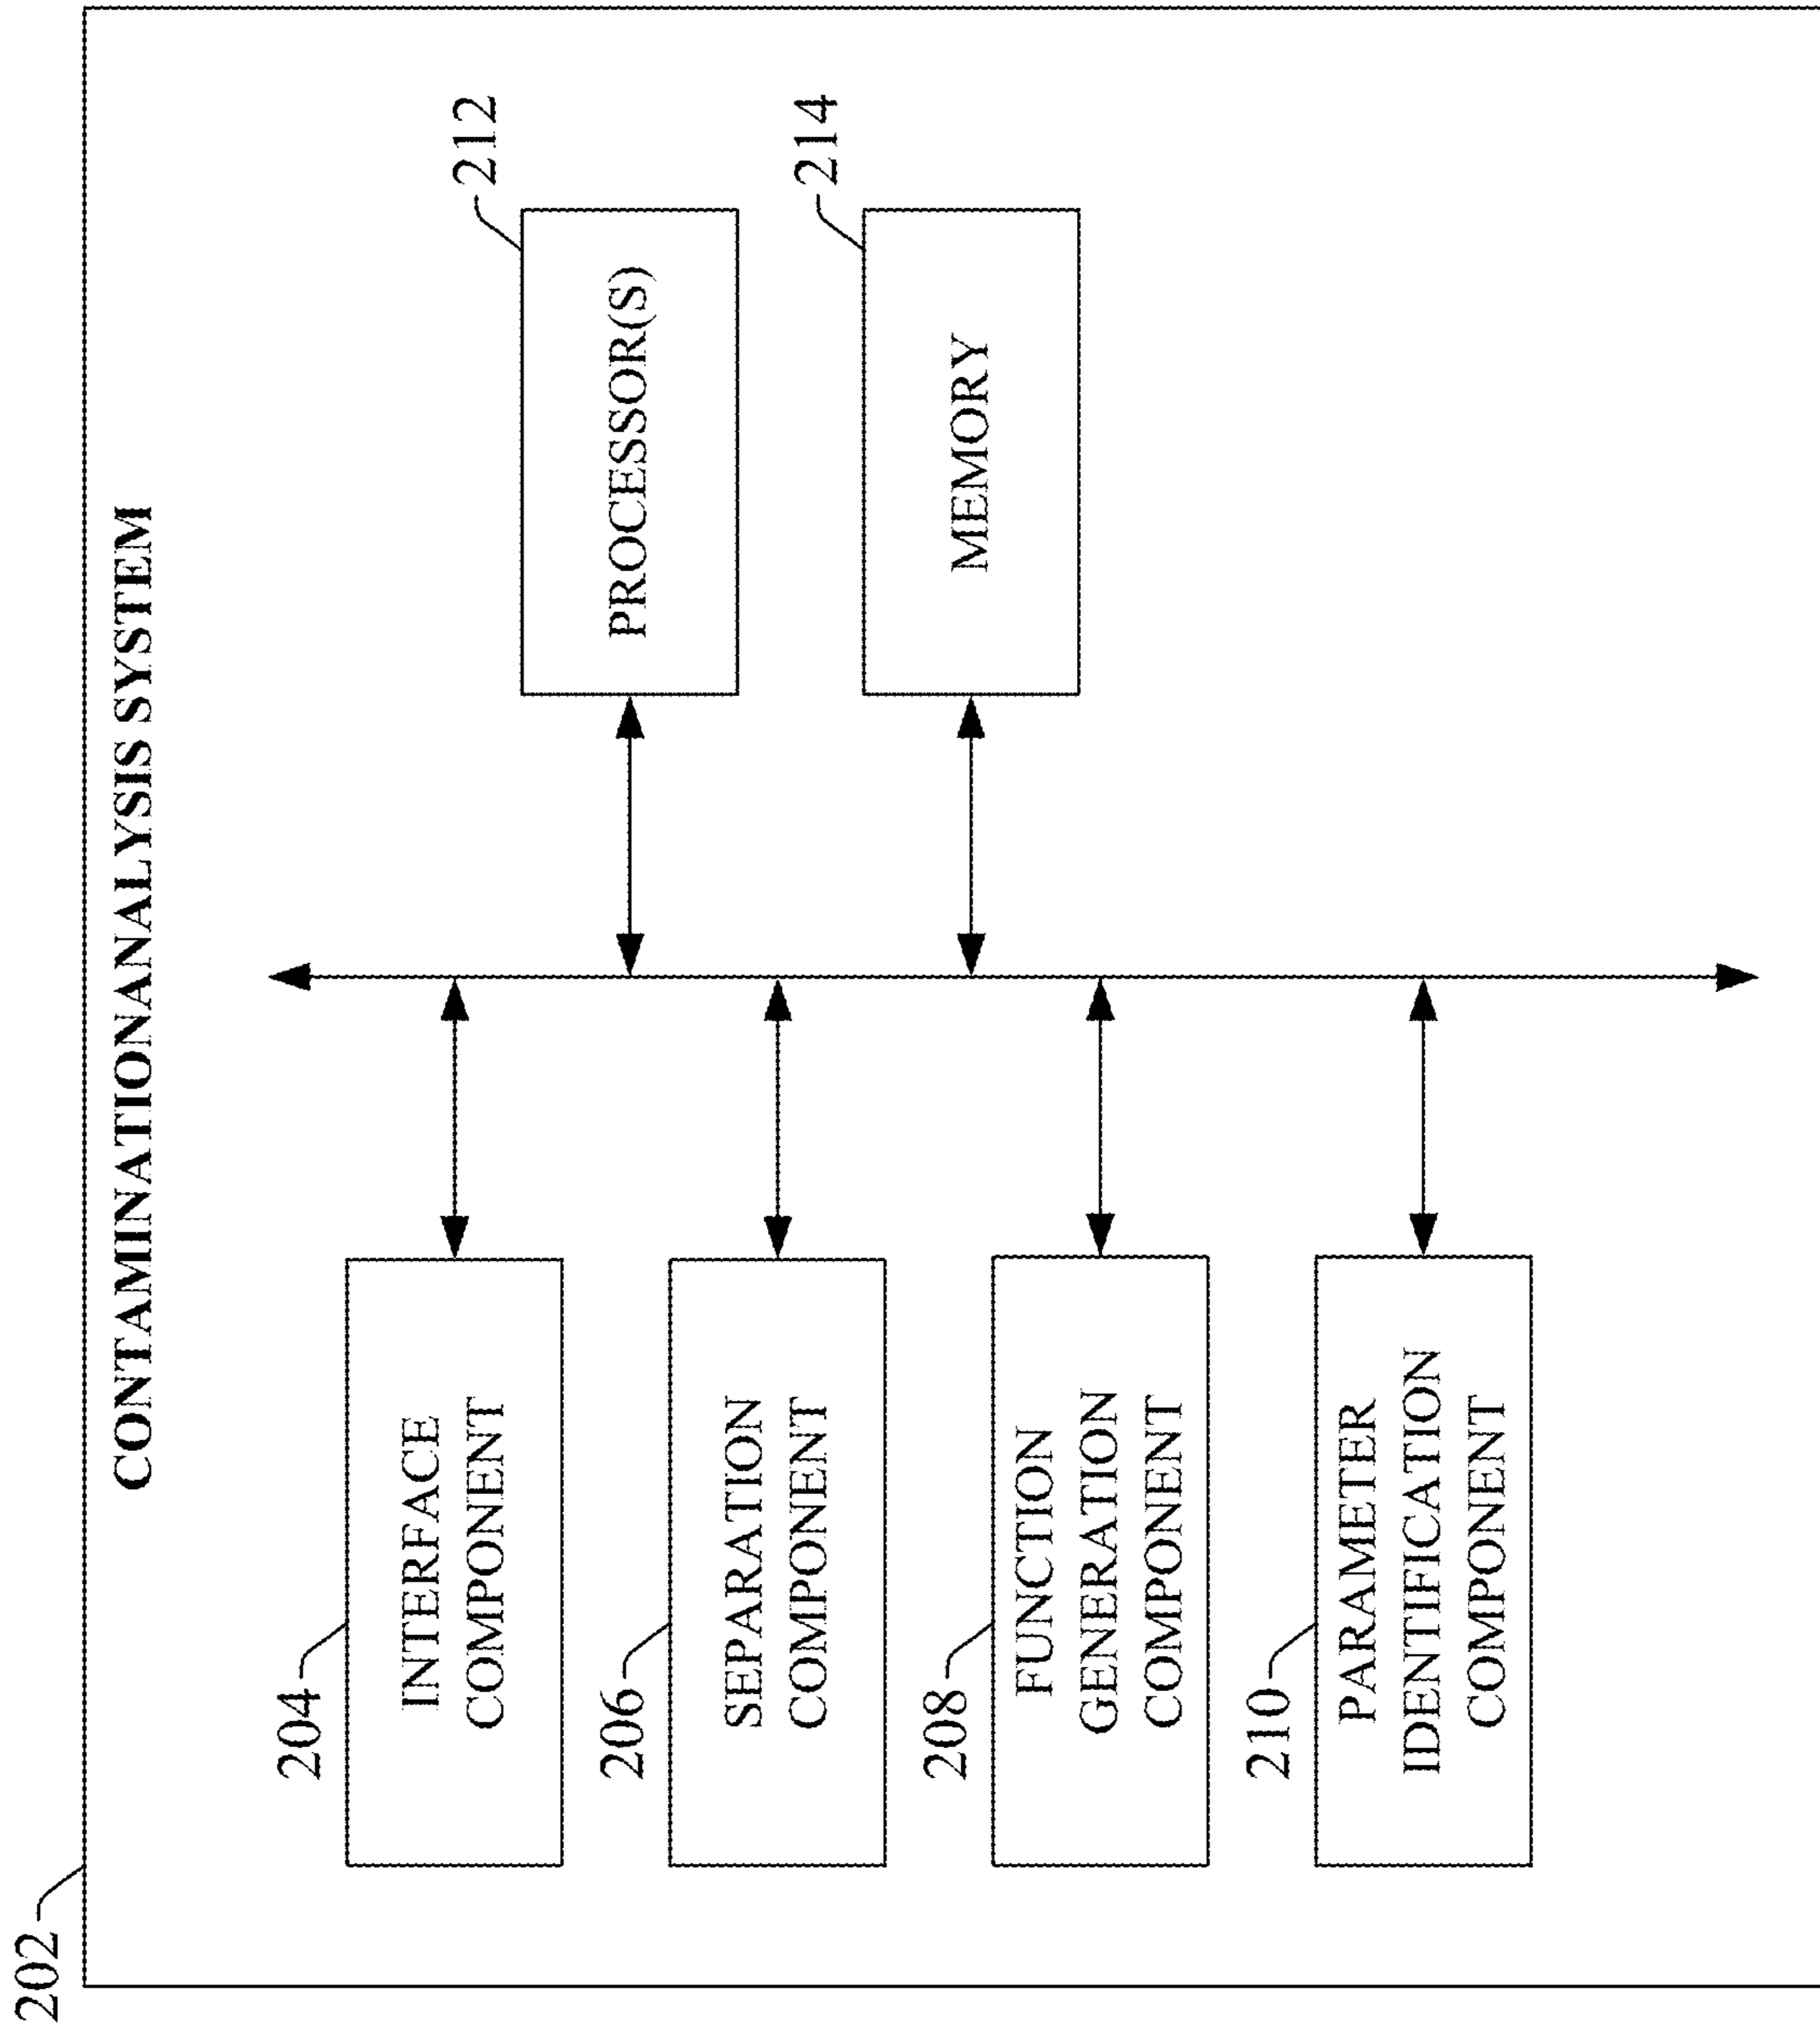 202
CONTAMINATIONANALYSIS SYSTEM
204
INTERFACE
COMPONENT
206
SEPARATION
COMPONENT
208
FUNCTION
GENERATION
COMPONENT
210
PARAMETER
IDENTIFICATION
COMPONENT
212
PROCESSOR(S)
214
MEMORY